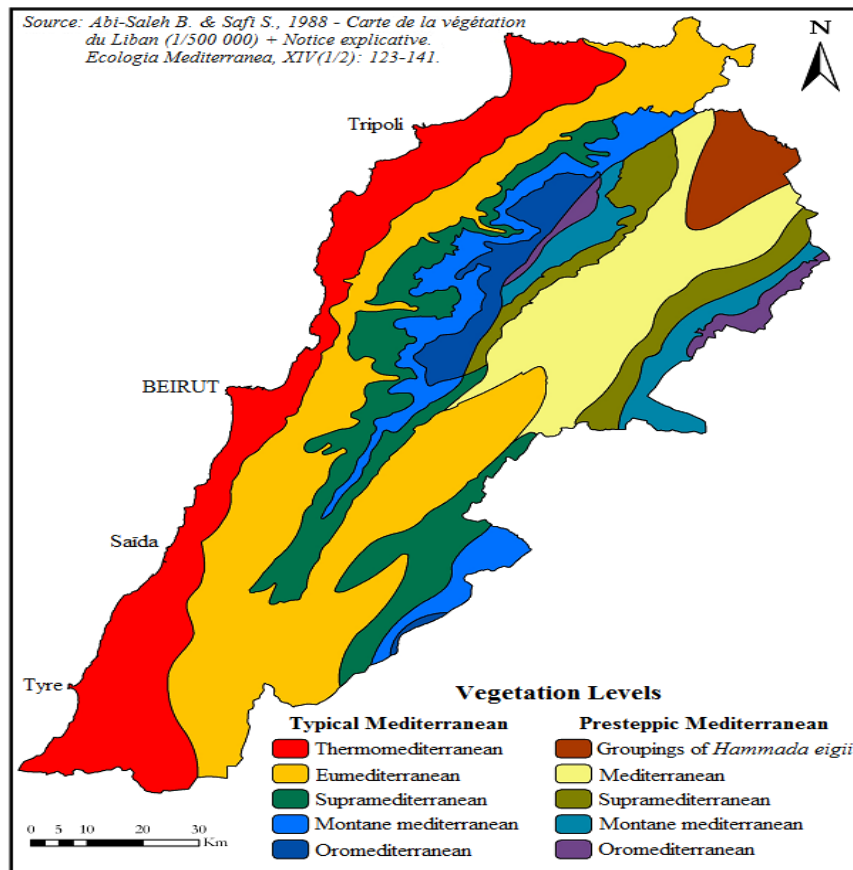 Source: Abi-Saleh B. & Safi S., 1988 - Carte de la végétation
du Liban (1/500 000) + Notice explicative.
Ecologia Mediterranea, XIV(1/2): 123-141.
N
Tripoli
BEIRUT
Saïda
Tyre
Vegetation Levels
Typical Mediterranean
Thermomediterranean
Eumediterranean
Supramediterranean
Montane mediterranean
Oromediterranean
Presteppic Mediterranean
Groupings of Hammada eigii
Mediterranean
Supramediterranean
Montane mediterranean
Oromediterranean
0 5 10 20 30
Km